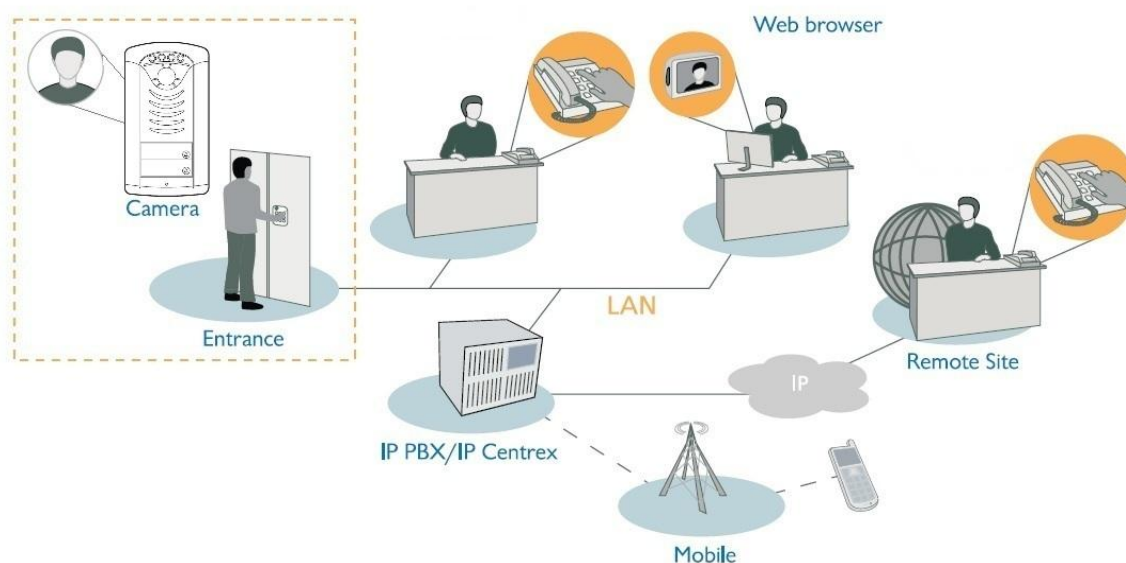 Web browser
Camera
LAN
Entrance
Remote Site
IP
IP PBX/IP Centrex
Mobile